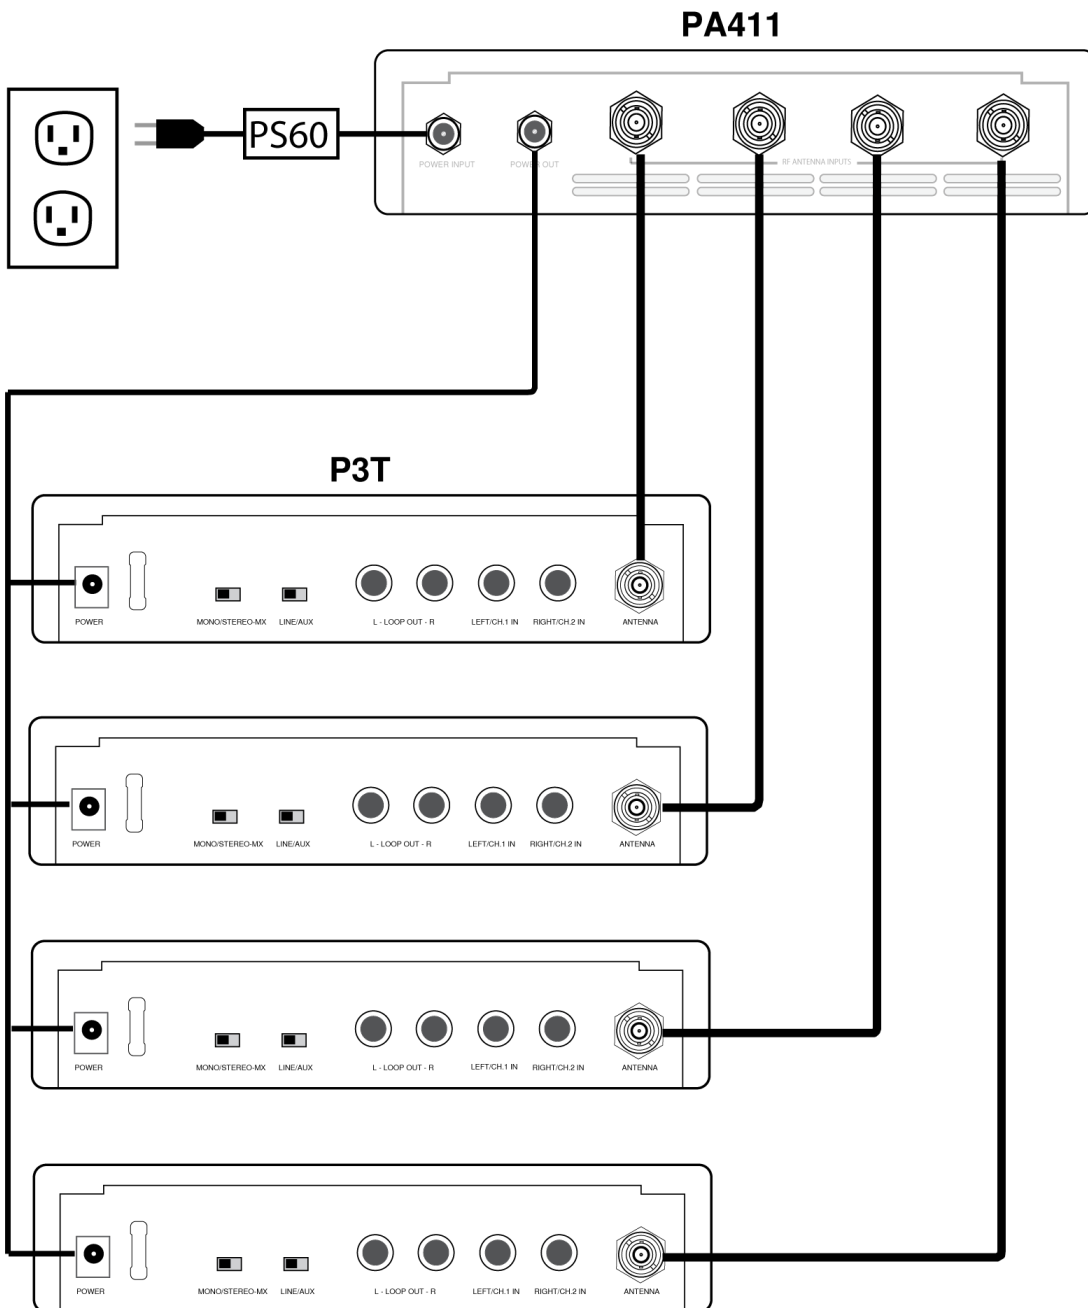 PA411
PS60
POWER INPUT
POWER OUT
RF ANTENNA INPUTS
P3T
POWER
MONO/STEREO-MX
LINE/AUX
L - LOOP OUT - R
LEFT/CH.1 IN
RIGHT/CH.2 IN
ANTENNA
POWER
MONO/STEREO-MX
LINE/AUX
L - LOOP OUT - R
LEFT/CH.1 IN
RIGHT/CH.2 IN
ANTENNA
POWER
MONO/STEREO-MX
LINE/AUX
L - LOOP OUT - R
LEFT/CH.1 IN
RIGHT/CH.2 IN
ANTENNA
POWER
MONO/STEREO-MX
LINE/AUX
L - LOOP OUT - R
LEFT/CH.1 IN
RIGHT/CH.2 IN
ANTENNA